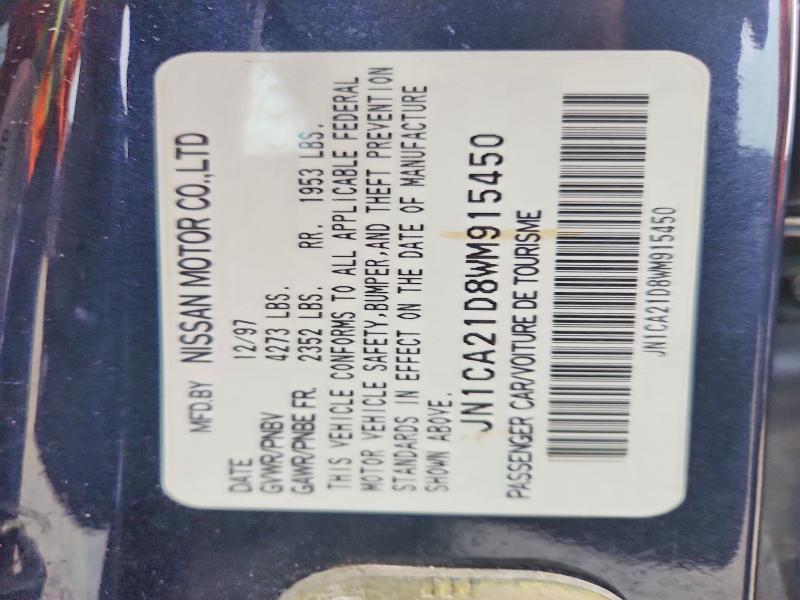 MFD.BY NISSAN MOTOR CO.,LTD
DATE 12/97
GVWR/PNBV 4273 LBS.
GAWR/PNBE FR. 2352 LBS. RR. 1953 LBS.
THIS VEHICLE CONFORMS TO ALL APPLICABLE FEDERAL
MOTOR VEHICLE SAFETY,BUMPER,AND THEFT PREVENTION
STANDARDS IN EFFECT ON THE DATE OF MANUFACTURE
SHOWN ABOVE.
JN1CA21D8WM915450
PASSENGER CAR/VOITURE DE TOURISME
JN1CA21D8WM915450